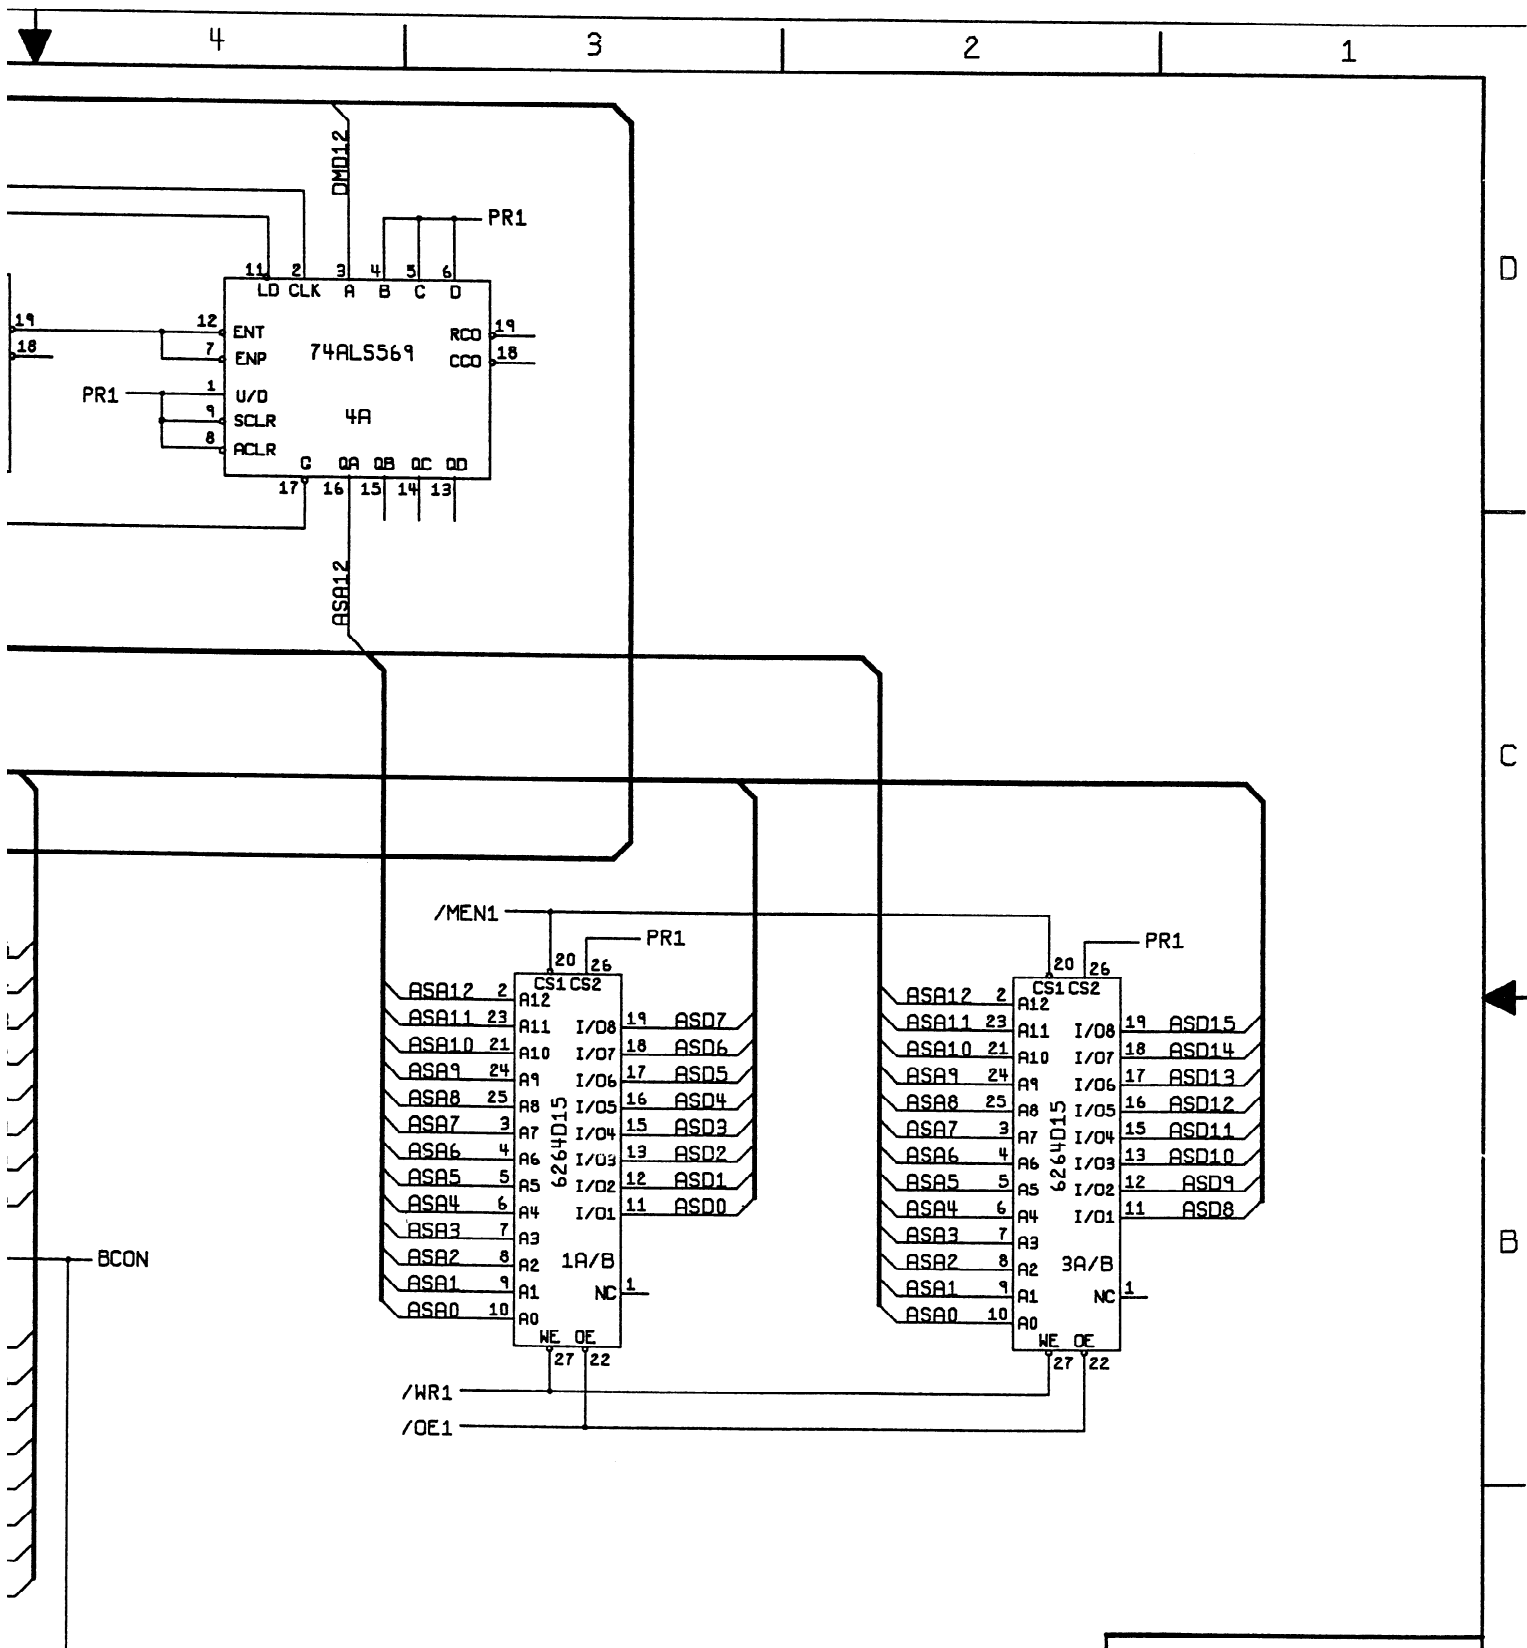 4 3 2 1
DMD12
PR1
11 2 3 4 5 6
LD CLK A B C D
D
19 12 ENT RCO 19
18 7 ENP 74ALS569 CCO 18
PR1 1 U/D
9 SCLR 4A
8 ACLR
G QA QB QC QD
17 16 15 14 13
ASA12
C
/MEN1
PR1 PR1
20 26 20 26
CS1 CS2 CS1 CS2
ASA12 2 A12 ASA12 2 A12
ASA11 23 A11 I/O8 19 ASD7 ASA11 23 A11 I/O8 19 ASD15
ASA10 21 A10 I/O7 18 ASD6 ASA10 21 A10 I/O7 18 ASD14
ASA9 24 A9 I/O6 17 ASD5 ASA9 24 A9 I/O6 17 ASD13
ASA8 25 A8 I/O5 16 ASD4 ASA8 25 A8 I/O5 16 ASD12
ASA7 3 A7 I/O4 15 ASD3 ASA7 3 A7 I/O4 15 ASD11
6264D15 6264D15
ASA6 4 A6 I/O3 13 ASD2 ASA6 4 A6 I/O3 13 ASD10
ASA5 5 A5 I/O2 12 ASD1 ASA5 5 A5 I/O2 12 ASD9
ASA4 6 A4 I/O1 11 ASD0 ASA4 6 A4 I/O1 11 ASD8
ASA3 7 A3 ASA3 7 A3
B
BCON
ASA2 8 A2 1A/B ASA2 8 A2 3A/B
ASA1 9 A1 NC 1 ASA1 9 A1 NC 1
ASA0 10 A0 ASA0 10 A0
WE OE WE OE
27 22 27 22
/WR1
/OE1